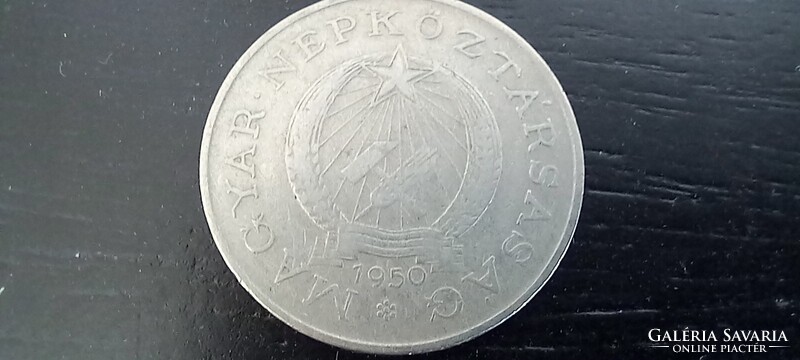 MAGYAR · NÉPKÖZTÁRSASÁG
1950
GALÉRIA SAVARIA
ONLINE PIACTÉR